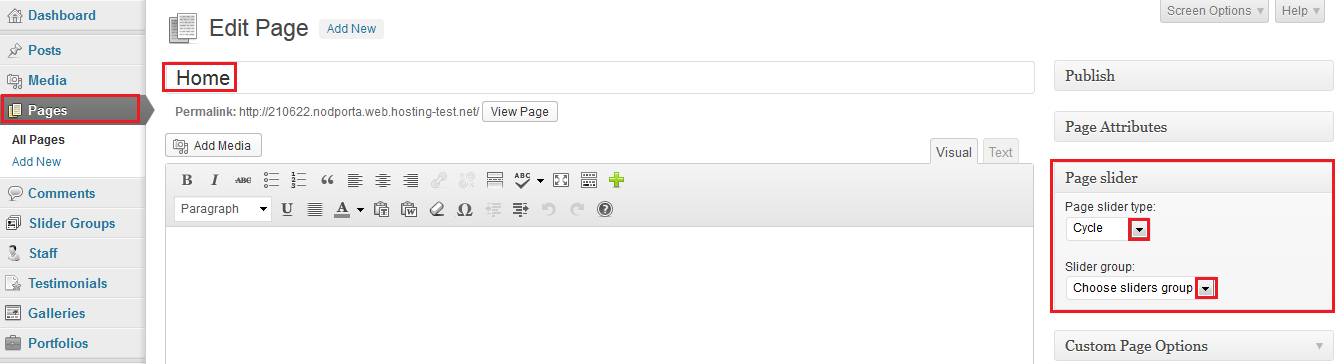 Dashboard
Posts
Media
Pages
All Pages
Add New
Comments
Slider Groups
Staff
Testimonials
Galleries
Portfolios
Screen Options
Help
Edit Page
Add New
Home
Permalink: http://210622.nodporta.web.hosting-test.net/ View Page
Add Media
Visual
Text
B I ABC ABC
Paragraph U A
Publish
Page Attributes
Page slider
Page slider type:
Cycle
Slider group:
Choose sliders group
Custom Page Options